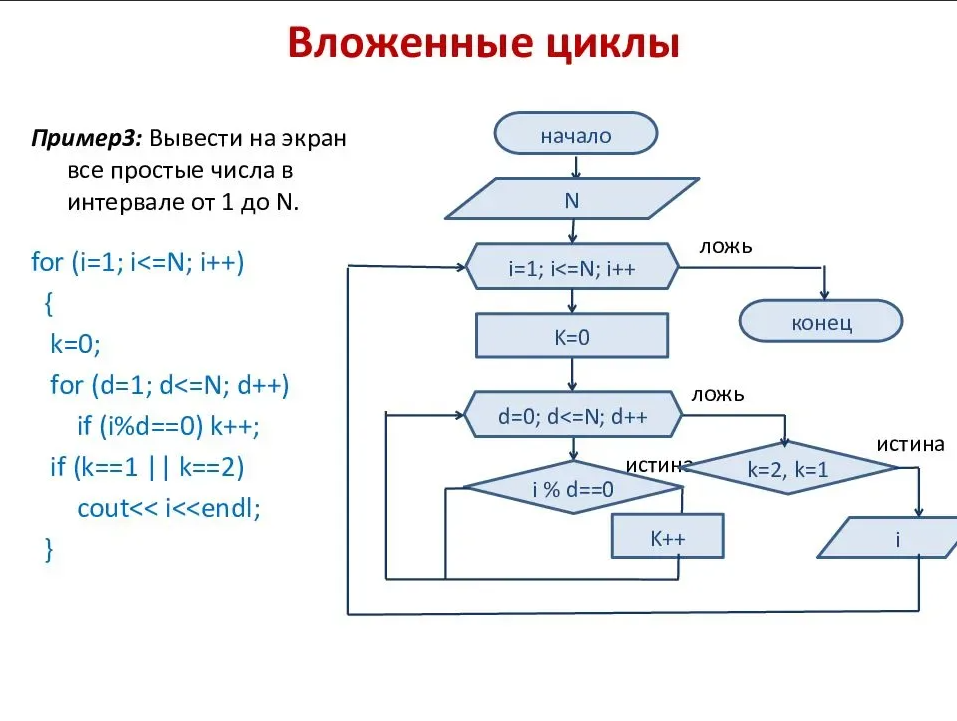 Вложенные циклы
Пример3: Вывести на экран
все простые числа в
интервале от 1 до N.
for (i=1; i<=N; i++)
{
k=0;
for (d=1; d<=N; d++)
if (i%d==0) k++;
if (k==1 || k==2)
cout<< i<<endl;
}
начало
N
ложь
i=1; i<=N; i++
конец
K=0
ложь
d=0; d<=N; d++
истина
истина
k=2, k=1
i % d==0
K++
i